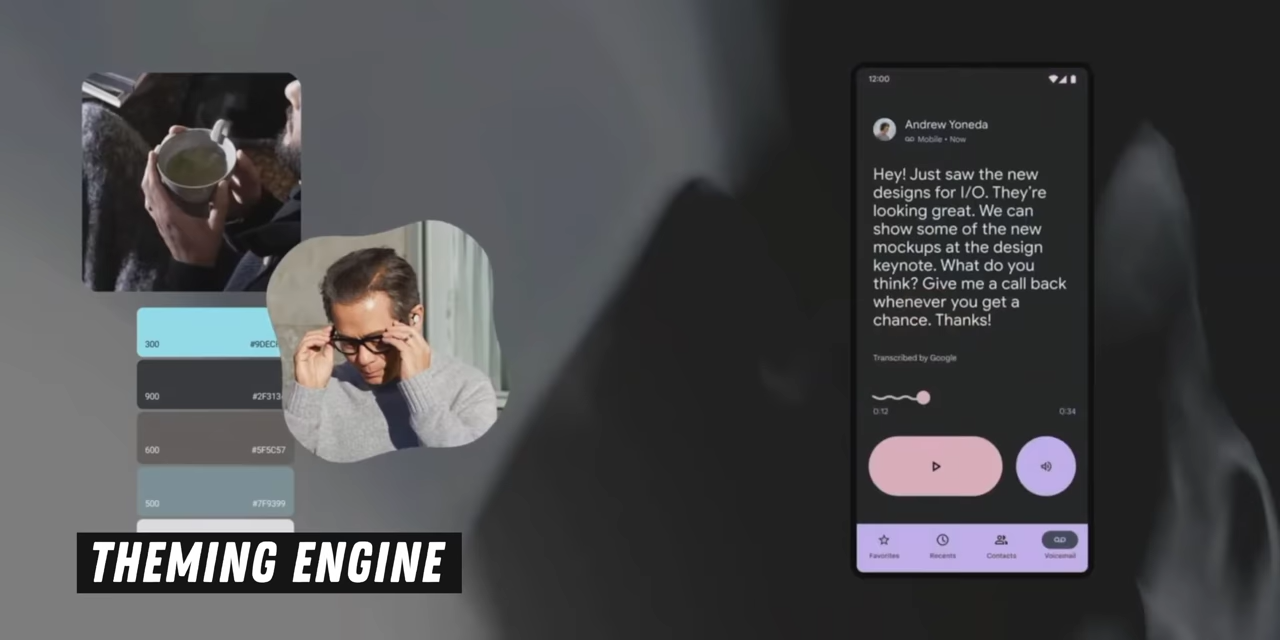 300
900
#2F313
600
#5F5C57
500
#7F9399
THEMING ENGINE
12:00
Andrew Yoneda
Mobile • Now
Hey! Just saw the new
designs for I/O. They're
looking great. We can
show some of the new
mockups at the design
keynote. What do you
think? Give me a call back
whenever you get a
chance. Thanks!
Transcribed by Google
0:12 0:34
Favorites Recents Contacts Voicemail